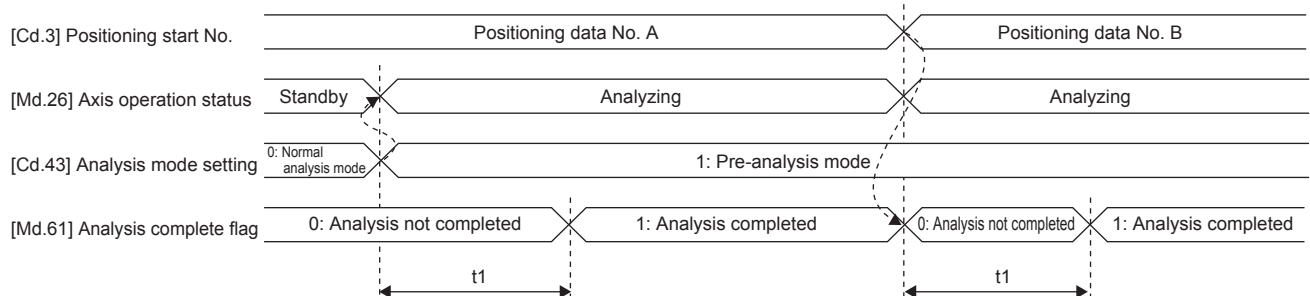 [Cd.3] Positioning start No.
Positioning data No. A
Positioning data No. B
[Md.26] Axis operation status
Standby
Analyzing
Analyzing
[Cd.43] Analysis mode setting
0: Normal
analysis mode
1: Pre-analysis mode
[Md.61] Analysis complete flag
0: Analysis not completed
1: Analysis completed
0: Analysis not completed
1: Analysis completed
t1
t1